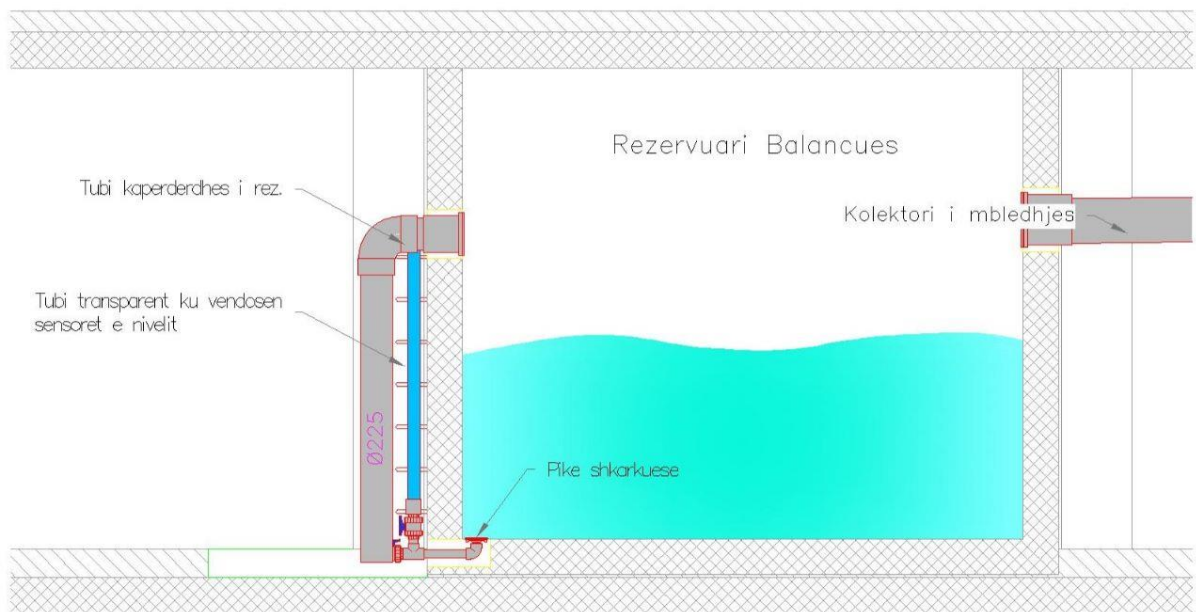 Rezervuari Balancues
Tubi kaperderdhes i rez.
Kolektori i mbledhjes
Tubi transparent ku vendosen
sensoret e nivelit
Ø225
Pike shkarkuese